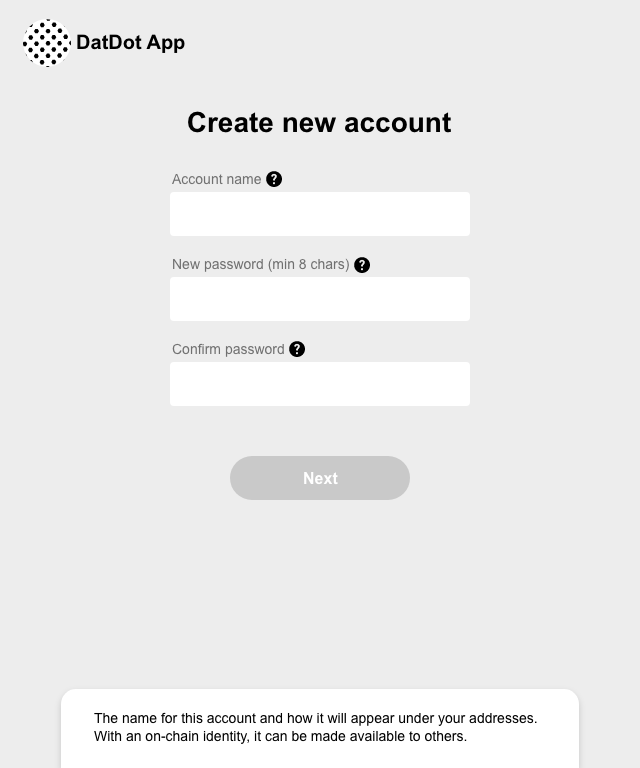 DatDot App
Create new account
Account name ?
New password (min 8 chars) ?
Confirm password ?
Next
The name for this account and how it will appear under your addresses.
With an on-chain identity, it can be made available to others.